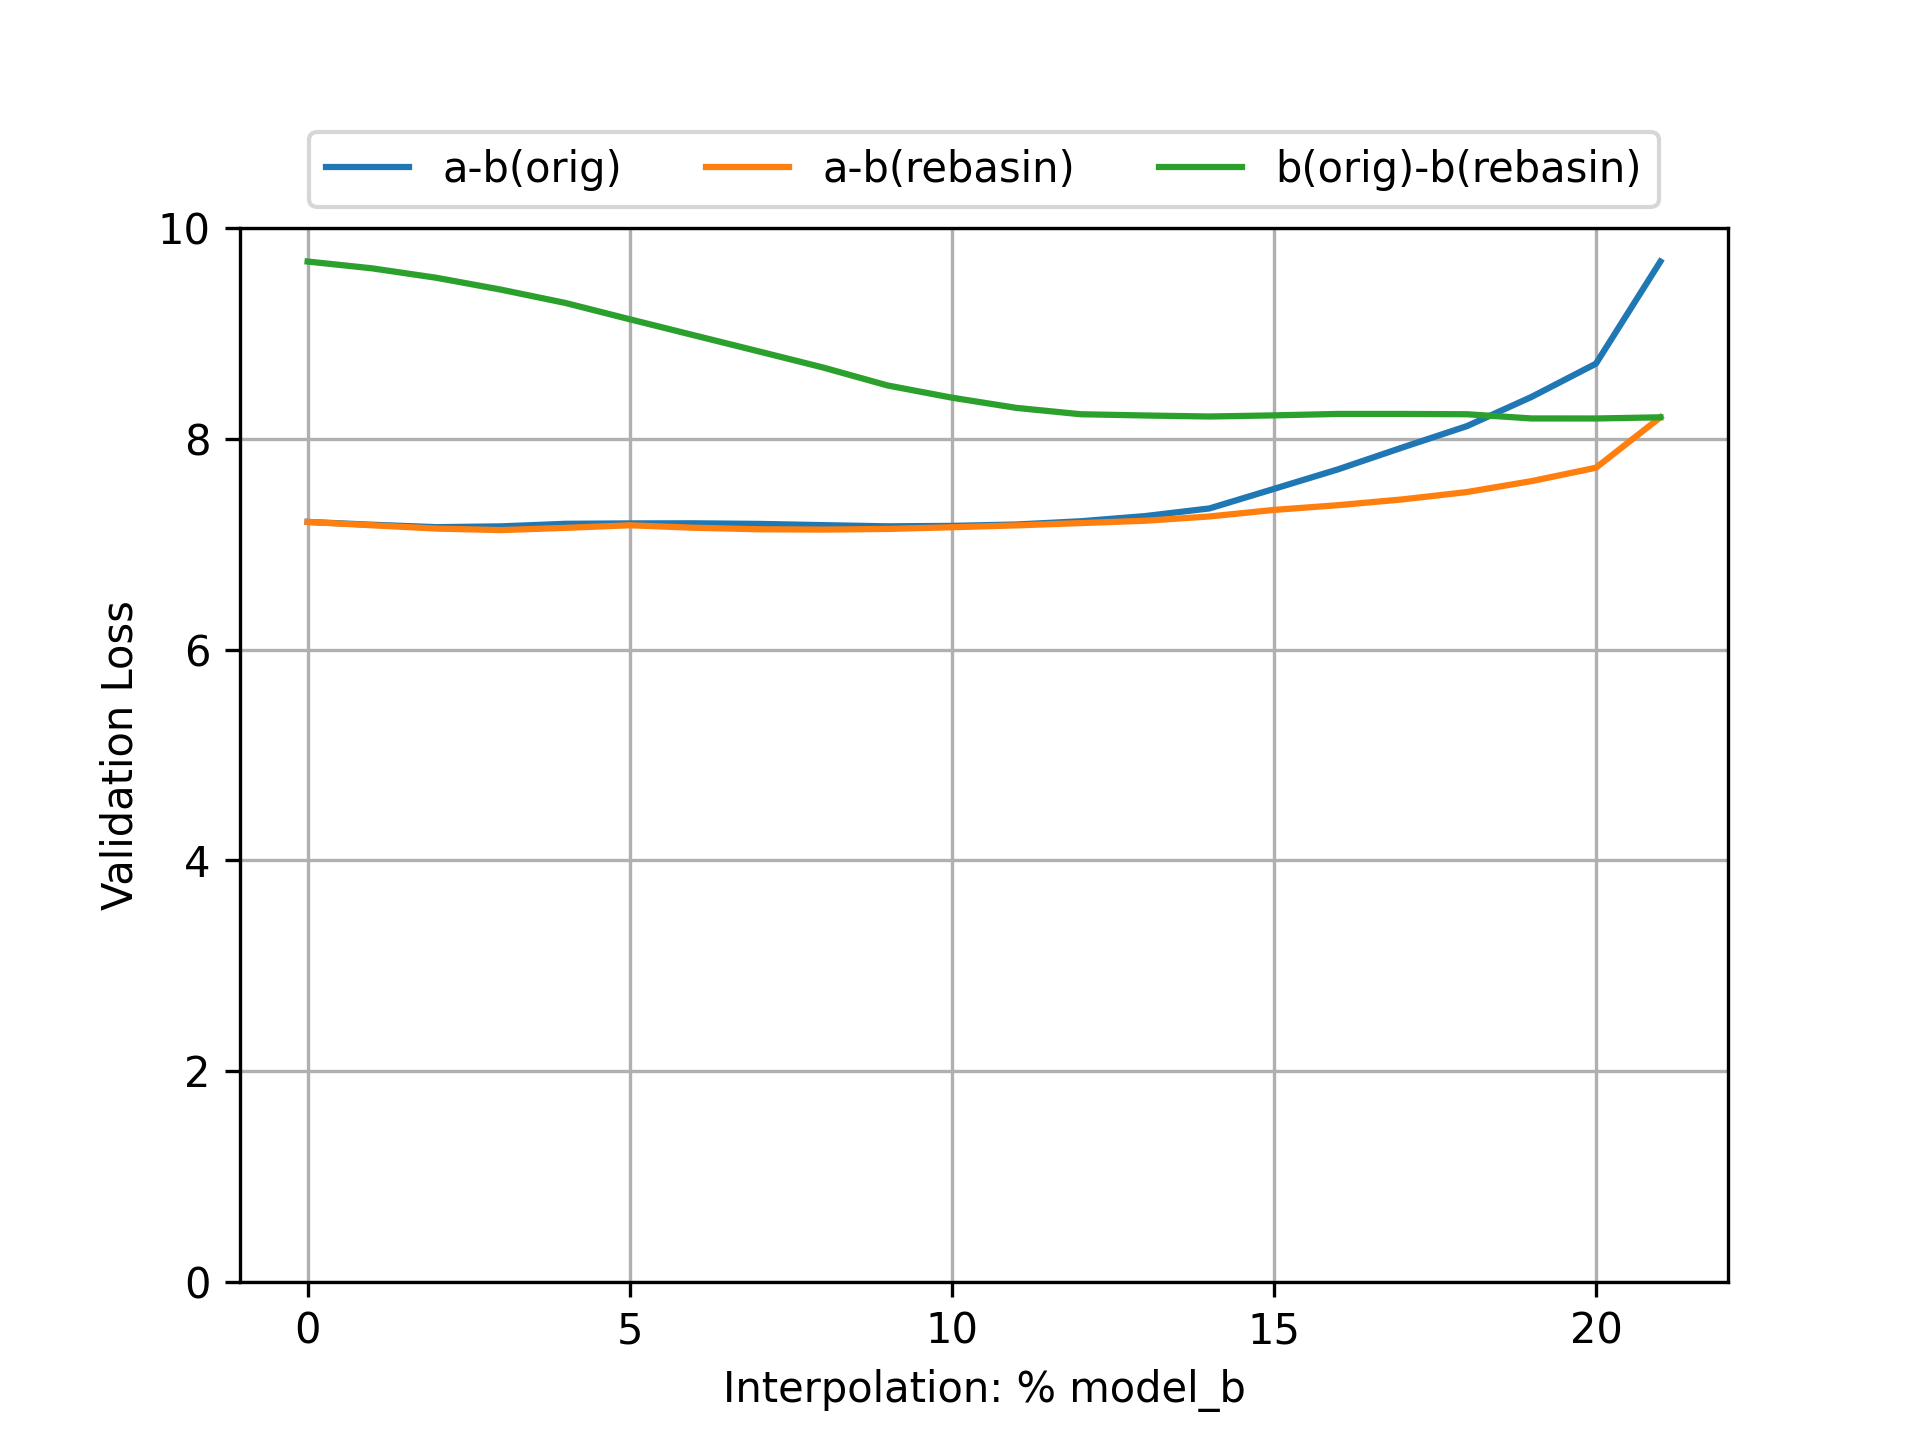 a-b(orig) a-b(rebasin) b(orig)-b(rebasin)
10
8
6
4
2
0
Validation Loss
0 5 10 15 20
Interpolation: % model_b